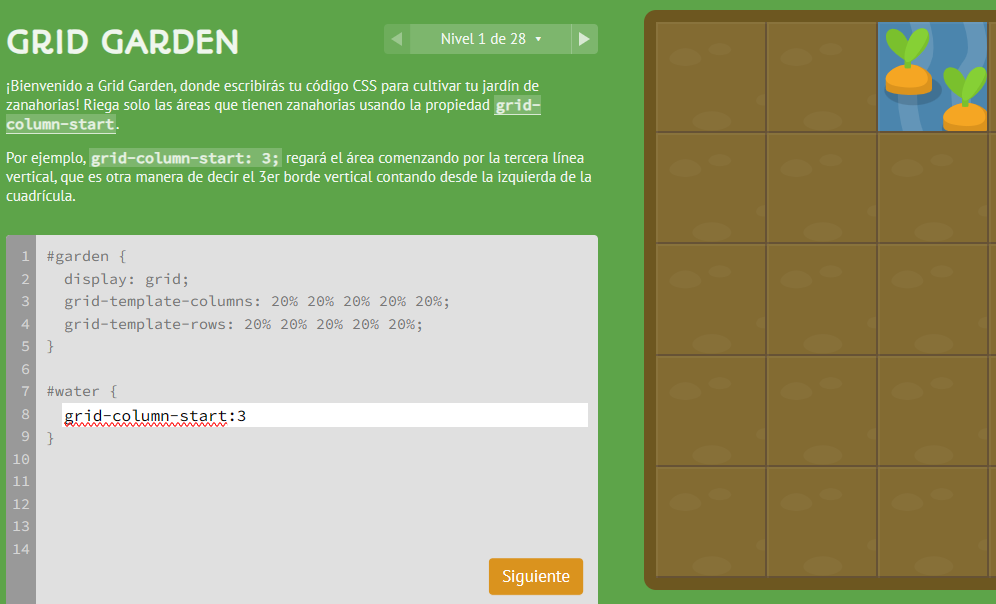 GRID GARDEN
Nivel 1 de 28
¡Bienvenido a Grid Garden, donde escribirás tu código CSS para cultivar tu jardín de
zanahorias! Riega solo las áreas que tienen zanahorias usando la propiedad grid-
column-start.
Por ejemplo, grid-column-start: 3; regará el área comenzando por la tercera línea
vertical, que es otra manera de decir el 3er borde vertical contando desde la izquierda de la
cuadrícula.
1 #garden {
2 display: grid;
3 grid-template-columns: 20% 20% 20% 20% 20%;
4 grid-template-rows: 20% 20% 20% 20% 20%;
5 }
6
7 #water {
8 grid-column-start:3
9 }
10
11
12
13
14
Siguiente